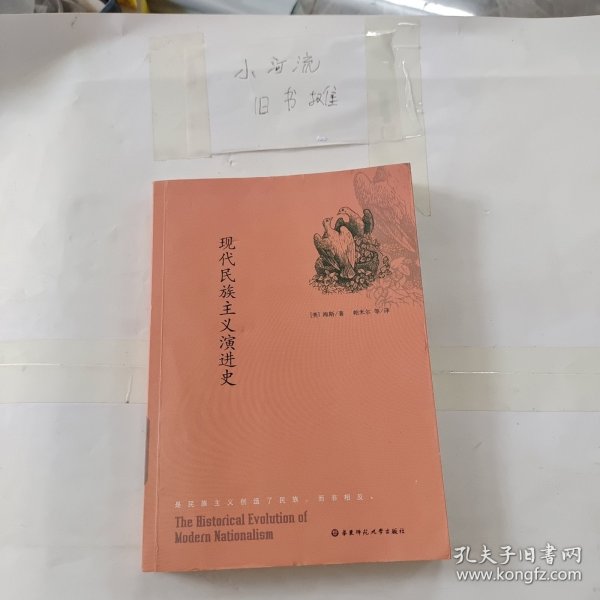 小河流
旧书摊
现代民族主义演进史
[美]海斯/著 帕米尔 等/译
是民族主义创造了民族，而非相反。
The Historical Evolution of
Modern Nationalism
华东师范大学出版社
孔夫子旧书网
www.kongfz.com